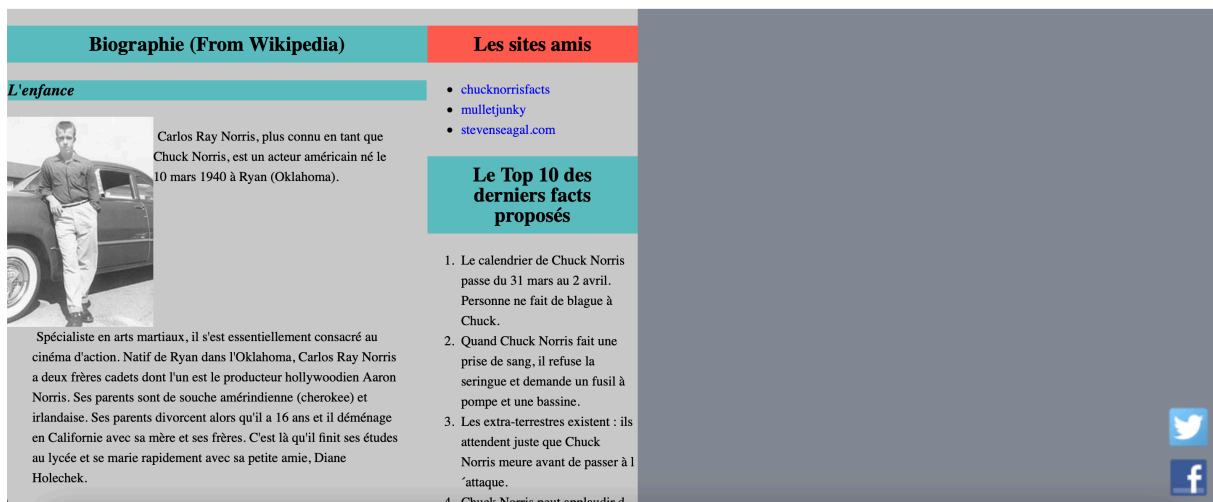 Biographie (From Wikipedia)
L'enfance
Carlos Ray Norris, plus connu en tant que
Chuck Norris, est un acteur américain né le
10 mars 1940 à Ryan (Oklahoma).
Spécialiste en arts martiaux, il s'est essentiellement consacré au
cinéma d'action. Natif de Ryan dans l'Oklahoma, Carlos Ray Norris
a deux frères cadets dont l'un est le producteur hollywoodien Aaron
Norris. Ses parents sont de souche amérindienne (cherokee) et
irlandaise. Ses parents divorcent alors qu'il a 16 ans et il déménage
en Californie avec sa mère et ses frères. C'est là qu'il finit ses études
au lycée et se marie rapidement avec sa petite amie, Diane
Holechek.
Les sites amis
chucknorrisfacts
mulletjunky
stevenseagal.com
Le Top 10 des
derniers facts
proposés
1. Le calendrier de Chuck Norris
passe du 31 mars au 2 avril.
Personne ne fait de blague à
Chuck.
2. Quand Chuck Norris fait une
prise de sang, il refuse la
seringue et demande un fusil à
pompe et une bassine.
3. Les extra-terrestres existent : ils
attendent juste que Chuck
Norris meure avant de passer à l
´attaque.
4. Chuck Norris peut applaudir d